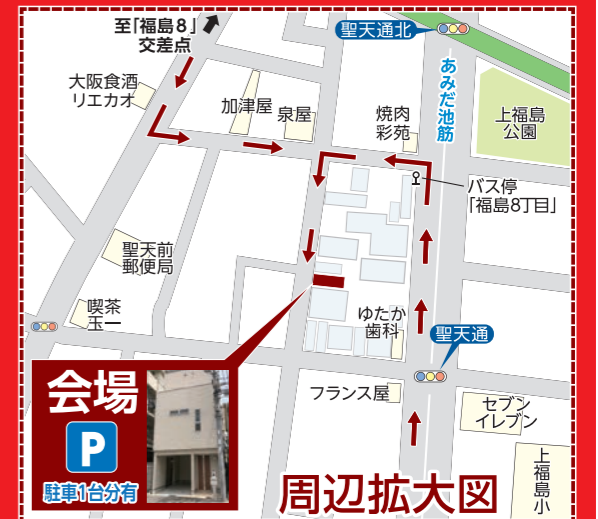 至｢福島８｣
交差点
聖天通北
大阪食酒
リエカオ
加津屋
泉屋
焼肉
彩苑
あみだ池筋
上福島
公園
バス停
｢福島8丁目｣
聖天前
郵便局
喫茶
玉一
ゆたか
歯科
聖天通
フランス屋
セブン
イレブン
上福島小
会場
P
駐車1台分有
周辺拡大図